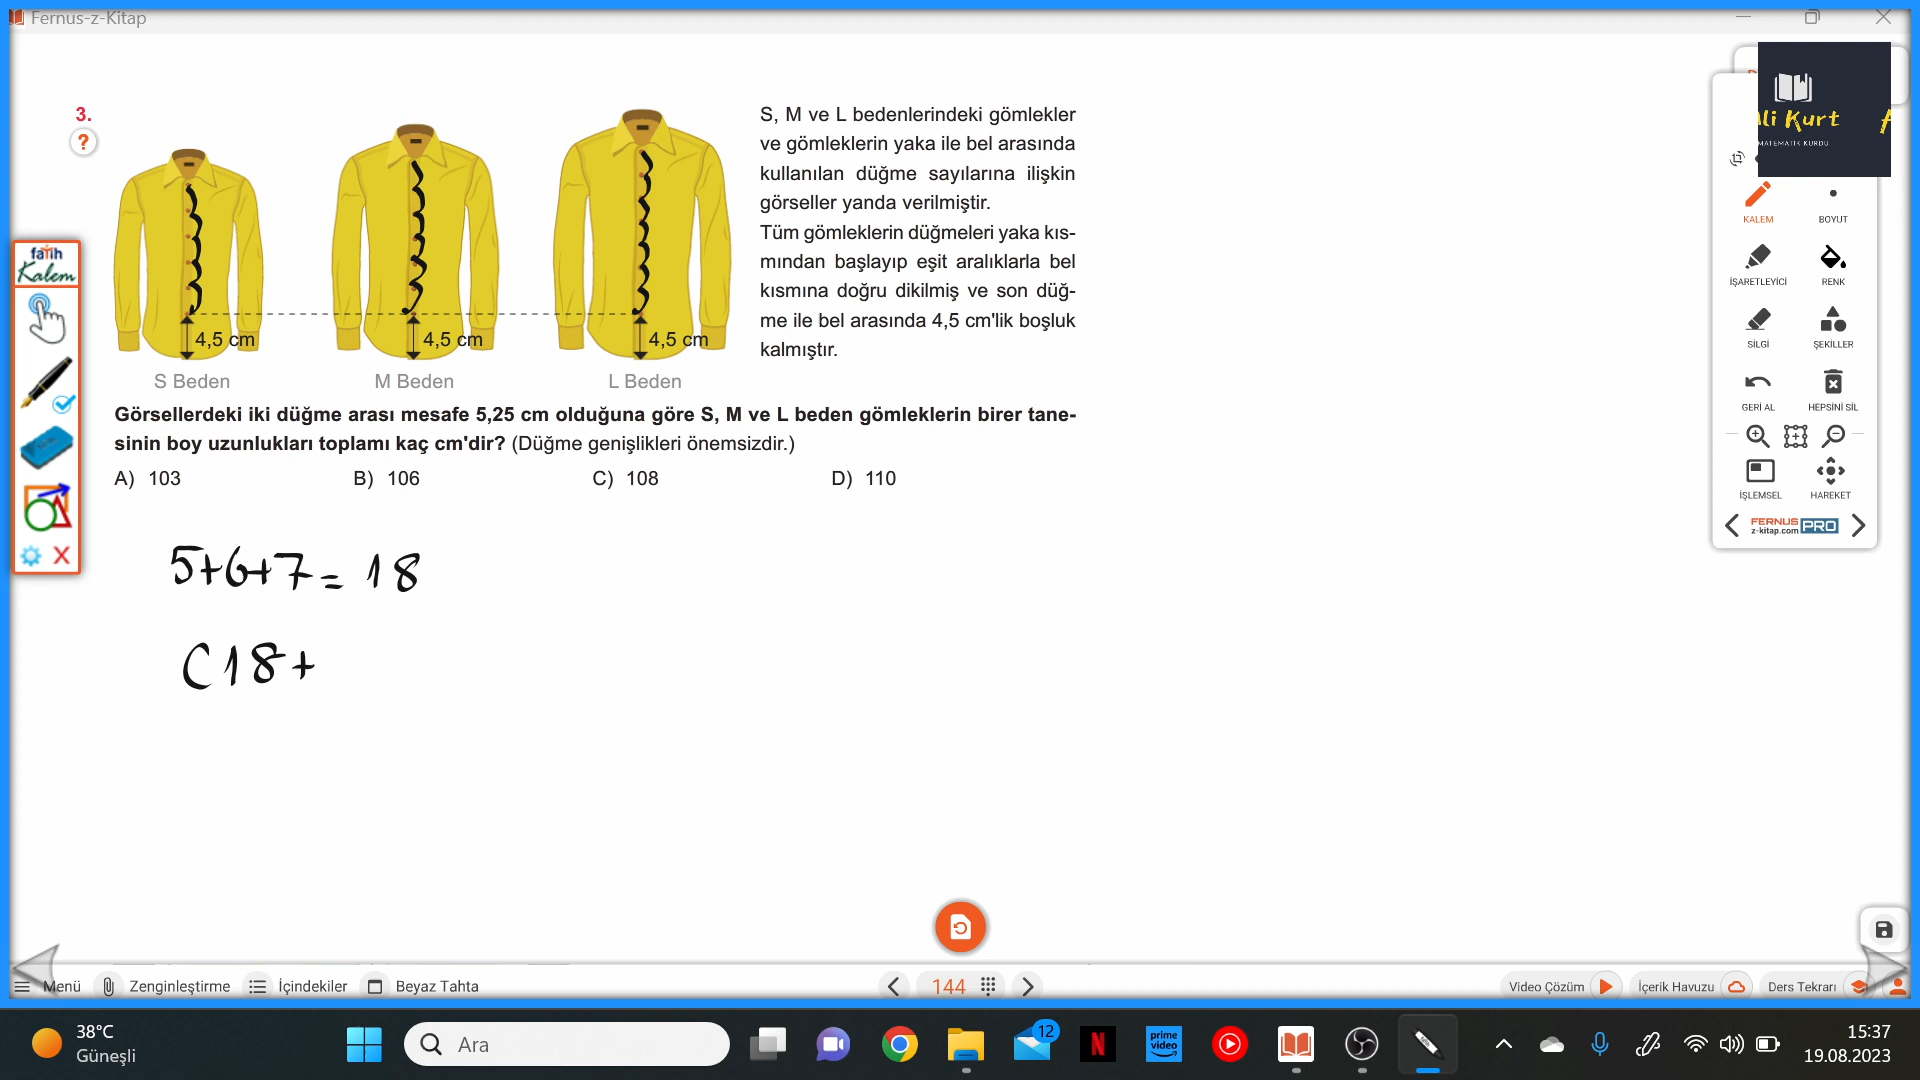 Fernus-z-Kitap
3.
?
S, M ve L bedenlerindeki gömlekler
ve gömleklerin yaka ile bel arasında
kullanılan düğme sayılarına ilişkin
görseller yanda verilmiştir.
Tüm gömleklerin düğmeleri yaka kıs-
mından başlayıp eşit aralıklarla bel
kısmına doğru dikilmiş ve son düğ-
me ile bel arasında 4,5 cm'lik boşluk
kalmıştır.
4,5 cm
4,5 cm
4,5 cm
S Beden
M Beden
L Beden
Görsellerdeki iki düğme arası mesafe 5,25 cm olduğuna göre S, M ve L beden gömleklerin birer tane-
sinin boy uzunlukları toplamı kaç cm'dir? (Düğme genişlikleri önemsizdir.)
A) 103
B) 106
C) 108
D) 110
5+6+7= 18
(18+
fatih
Kalem
li Kurt
MATEMATİK KURDU
KALEM
BOYUT
İŞARETLEYİCİ
RENK
SİLGİ
ŞEKİLLER
GERİ AL
HEPSİNİ SİL
İŞLEMSEL
HAREKET
FERNUS
z-kitap.com
PRO
Menü
Zenginleştirme
İçindekiler
Beyaz Tahta
144
Video Çözüm
İçerik Havuzu
Ders Tekrarı
38°C
Güneşli
Ara
12
N
prime
video
15:37
19.08.2023